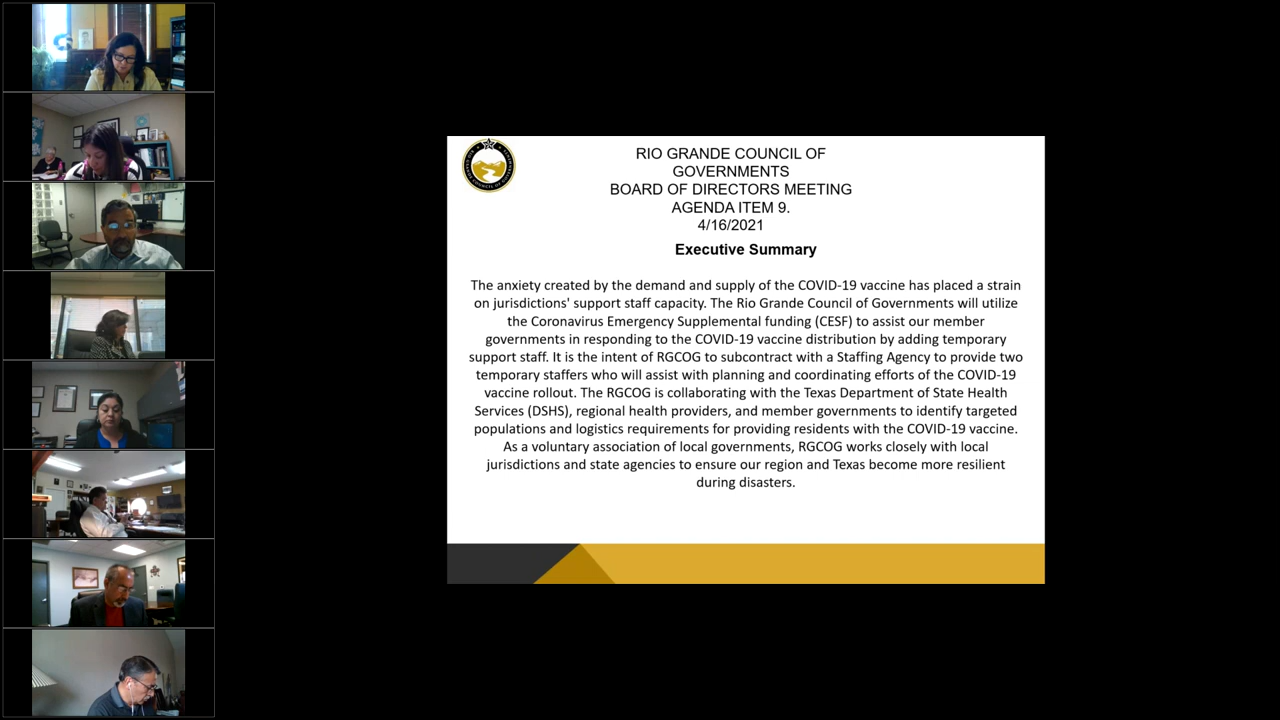 RIO GRANDE COUNCIL OF
GOVERNMENTS
BOARD OF DIRECTORS MEETING
AGENDA ITEM 9.
4/16/2021
Executive Summary
The anxiety created by the demand and supply of the COVID-19 vaccine has placed a strain
on jurisdictions' support staff capacity. The Rio Grande Council of Governments will utilize
the Coronavirus Emergency Supplemental funding (CESF) to assist our member
governments in responding to the COVID-19 vaccine distribution by adding temporary
support staff. It is the intent of RGCOG to subcontract with a Staffing Agency to provide two
temporary staffers who will assist with planning and coordinating efforts of the COVID-19
vaccine rollout. The RGCOG is collaborating with the Texas Department of State Health
Services (DSHS), regional health providers, and member governments to identify targeted
populations and logistics requirements for providing residents with the COVID-19 vaccine.
As a voluntary association of local governments, RGCOG works closely with local
jurisdictions and state agencies to ensure our region and Texas become more resilient
during disasters.